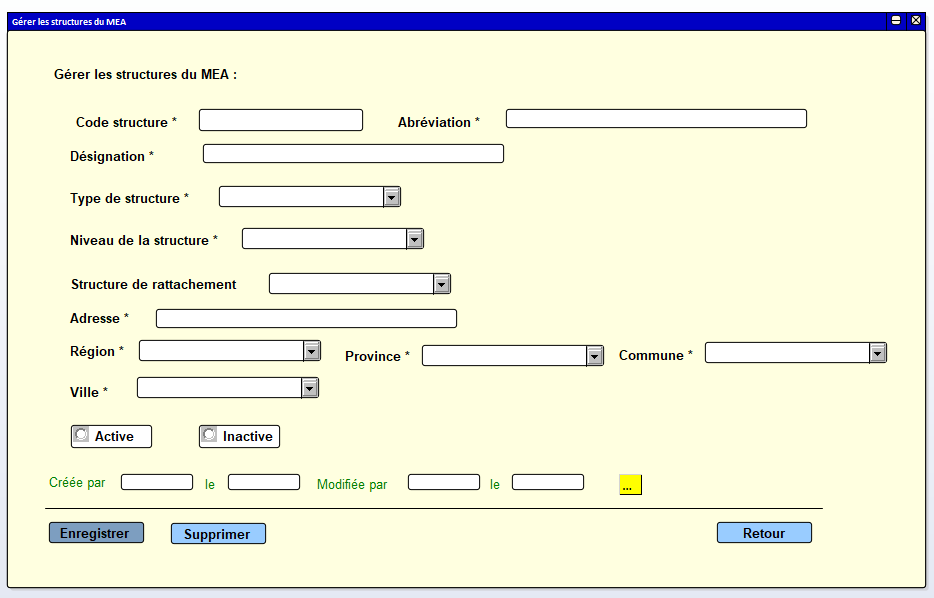 Gérer les structures du MEA
Gérer les structures du MEA :
Code structure * Abréviation *
Désignation *
Type de structure *
Niveau de la structure *
Structure de rattachement
Adresse *
Région * Province * Commune *
Ville *
Active Inactive
Créée par le Modifiée par le ...
Enregistrer Supprimer Retour